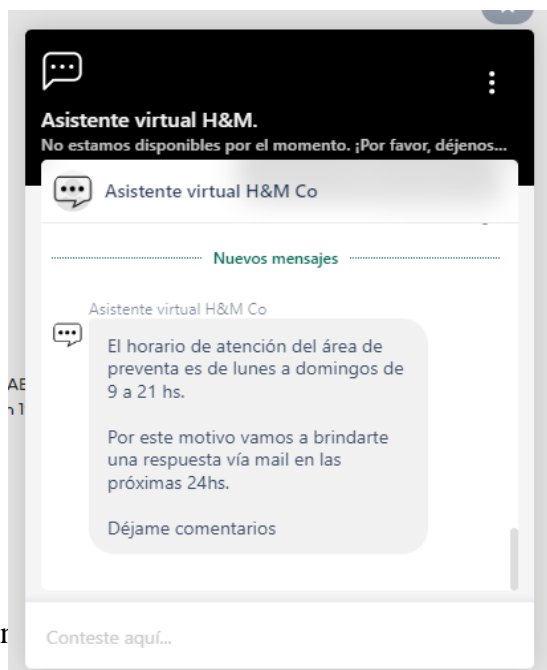 Asistente virtual H&M.
No estamos disponibles por el momento. ¡Por favor, déjenos...
Asistente virtual H&M Co
Nuevos mensajes
Asistente virtual H&M Co
El horario de atención del área de
preventa es de lunes a domingos de
9 a 21 hs.
Por este motivo vamos a brindarte
una respuesta vía mail en las
próximas 24hs.
Déjame comentarios
Conteste aquí...